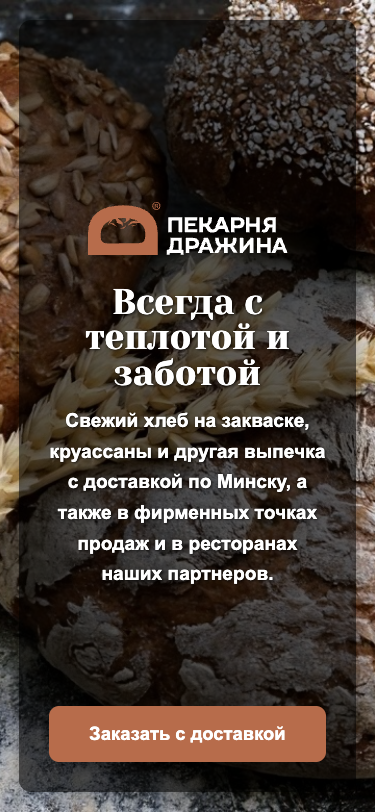 ®
ПЕКАРНЯ
ДРАЖИНА
Всегда с
теплотой и
заботой
Свежий хлеб на закваске,
круассаны и другая выпечка
с доставкой по Минску, а
также в фирменных точках
продаж и в ресторанах
наших партнеров.
Заказать с доставкой